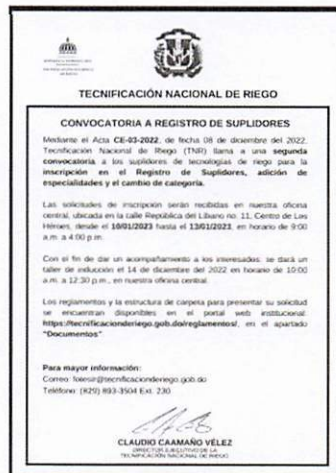 TECNIFICACIÓN NACIONAL DE RIEGO
CONVOCATORIA A REGISTRO DE SUPLIDORES
Mediante el Acta CE-03-2022, de fecha 08 de diciembre del 2022,
Tecnificación Nacional de Riego (TNR) llama a una segunda
convocatoria a los suplidores de tecnologías de riego para la
inscripción en el Registro de Suplidores, adición de
especialidades y el cambio de categoría.
Las solicitudes de inscripción serán recibidas en nuestra oficina
central, ubicada en la calle República del Líbano no. 11, Centro de Los
Héroes, desde el 10/01/2023 hasta el 13/01/2023, en horario de 9:00
a.m. a 4:00 p.m.
Con el fin de dar un acompañamiento a los interesados, se dará un
taller de inducción el 14 de diciembre del 2022 en horario de 10:00
a.m. a 12:30 p.m., en nuestra oficina central.
Los reglamentos y la estructura de carpeta para presentar su solicitud
se encuentran disponibles en el portal web institucional:
https://tecnificacionderiego.gob.do/reglamentos/, en el apartado
"Documentos"
Para mayor información:
Correo: fotesir@tecnificacionderiego.gob.do
Teléfono: (829) 893-3504 Ext. 230
CLAUDIO CAAMAÑO VÉLEZ
DIRECTOR EJECUTIVO DE LA
TECNIFICACIÓN NACIONAL DE RIEGO